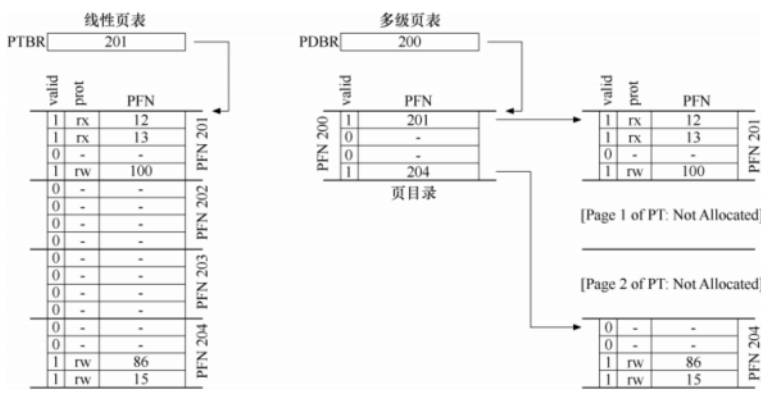 线性页表
PTBR 201
valid prot PFN
1 rx 12
1 rx 13
0 - -
1 rw 100
PFN 201
0 - -
0 - -
0 - -
0 - -
PFN 202
0 - -
0 - -
0 - -
0 - -
PFN 203
0 - -
0 - -
1 rw 86
1 rw 15
PFN 204
多级页表
PDBR 200
valid PFN
PFN 200
1 201
0 -
0 -
1 204
页目录
valid prot PFN
1 rx 12
1 rx 13
0 - -
1 rw 100
PFN 201
[Page 1 of PT: Not Allocated]
[Page 2 of PT: Not Allocated]
0 - -
0 - -
1 rw 86
1 rw 15
PFN 204